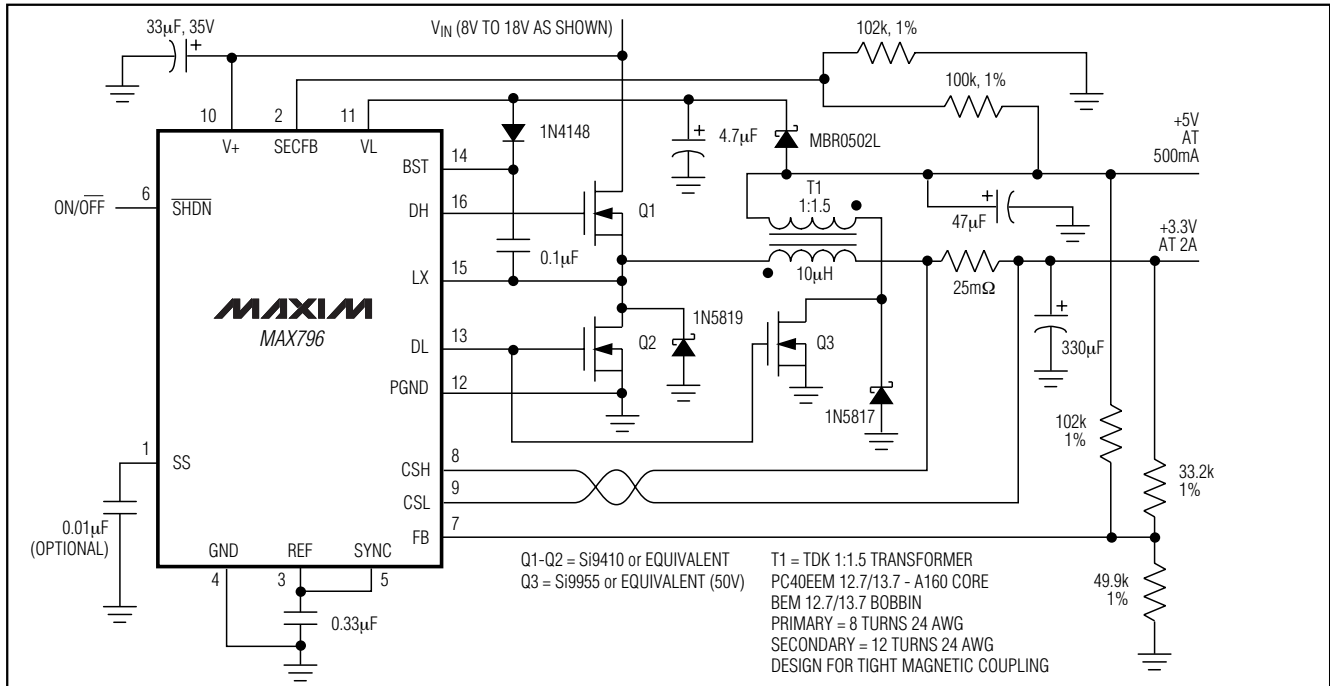 33μF, 35V
+
VIN (8V TO 18V AS SHOWN)
102k, 1%
100k, 1%
10
2
11
V+
SECFB
VL
1N4148
+
4.7μF
MBR0502L
+5V
AT
500mA
BST
14
6
ON/OFF
SHDN
DH
16
Q1
T1
1:1.5
+
47μF
+3.3V
AT 2A
0.1μF
LX
15
10μH
25mΩ
MAXIM
MAX796
1N5819
DL
13
Q2
Q3
+
330μF
PGND
12
1N5817
102k
1%
1
SS
8
CSH
33.2k
1%
CSL
9
0.01μF
(OPTIONAL)
FB
7
GND
REF
SYNC
4
3
5
Q1-Q2 = Si9410 or EQUIVALENT
Q3 = Si9955 or EQUIVALENT (50V)
T1 = TDK 1:1.5 TRANSFORMER
PC40EEM 12.7/13.7 - A160 CORE
BEM 12.7/13.7 BOBBIN
PRIMARY = 8 TURNS 24 AWG
SECONDARY = 12 TURNS 24 AWG
DESIGN FOR TIGHT MAGNETIC COUPLING
49.9k
1%
0.33μF